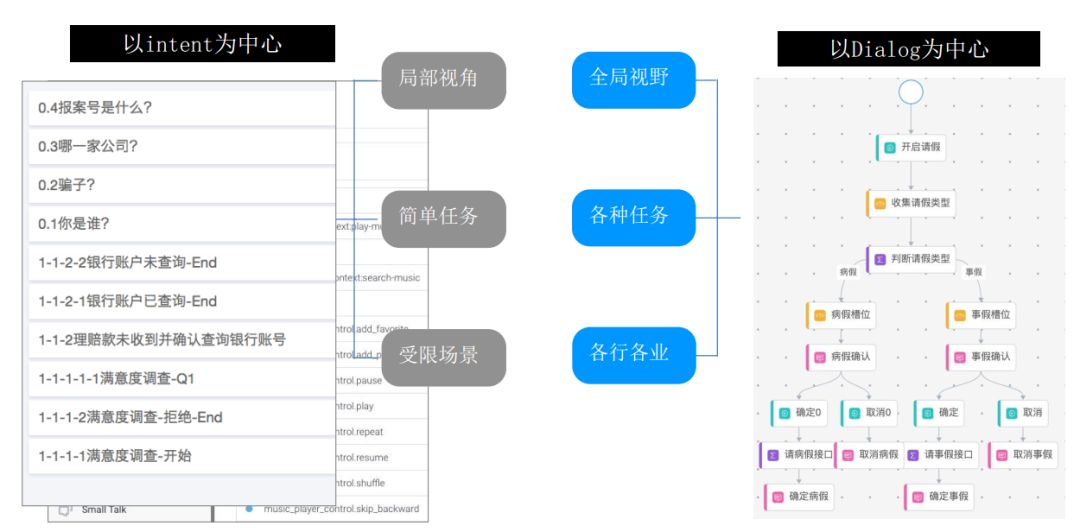 以intent为中心
0.4报案号是什么？
0.3哪一家公司？
0.2骗子？
0.1你是谁？
1-1-2-2银行账户未查询-End
1-1-2-1银行账户已查询-End
1-1-2理赔款未收到并确认查询银行账号
1-1-1-1-1满意度调查-Q1
1-1-1-2满意度调查-拒绝-End
1-1-1-1满意度调查-开始
ntrol.pause
ntrol.play
ntrol.repeat
ntrol.resume
ntrol.shuffle
Small Talk
music_player_control.skip_backward
局部视角
简单任务
受限场景
全局视野
各种任务
各行各业
以Dialog为中心
开启请假
收集请假类型
判断请假类型
病假 事假
病假槽位 事假槽位
病假确认 事假确认
确定0 取消0 确定 取消
请病假接口 取消病假 请事假接口 取消事假
确定病假 确定事假